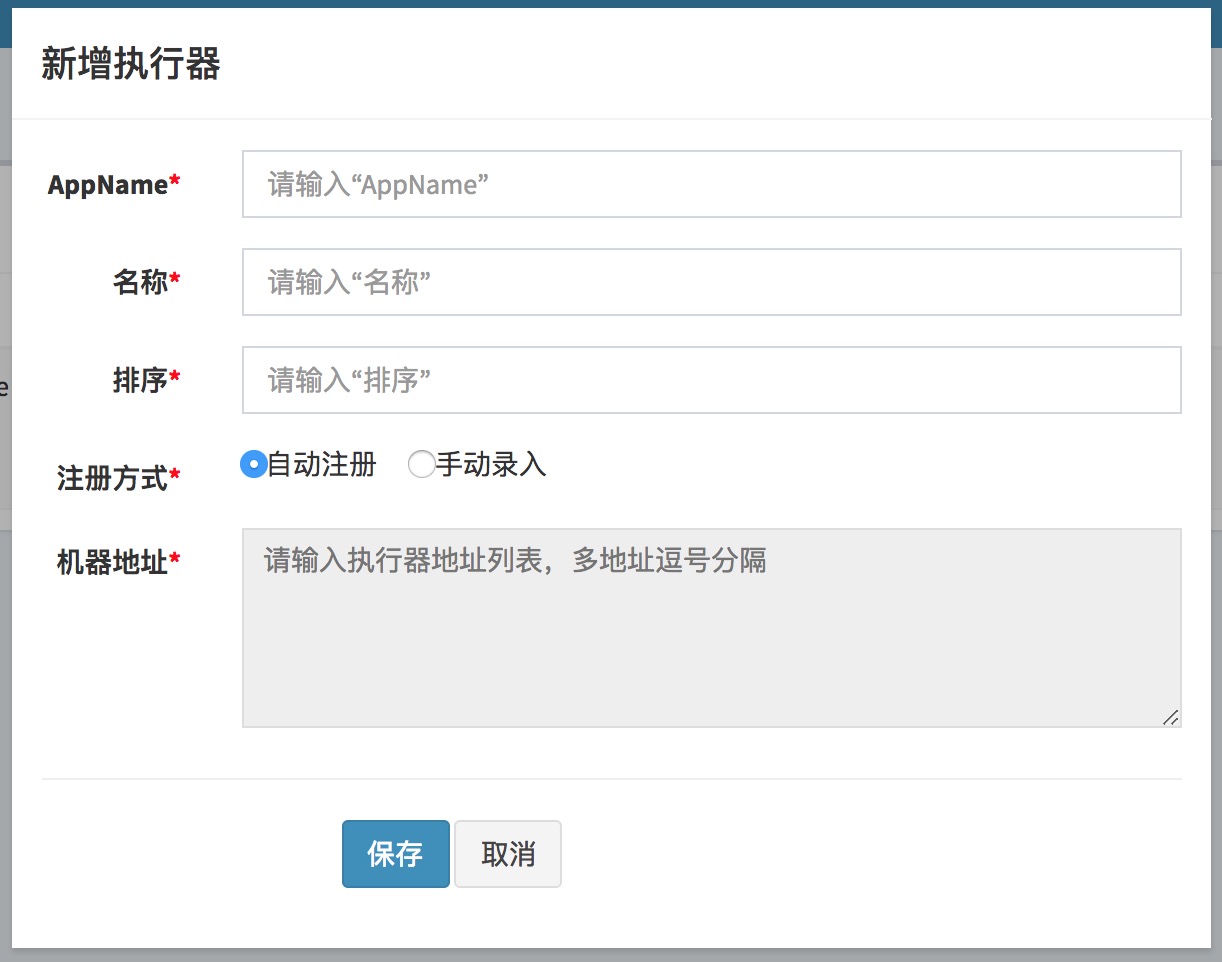 新增执行器
AppName*
请输入“AppName”
名称*
请输入“名称”
排序*
请输入“排序”
注册方式*
自动注册 手动录入
机器地址*
请输入执行器地址列表，多地址逗号分隔
e
保存 取消